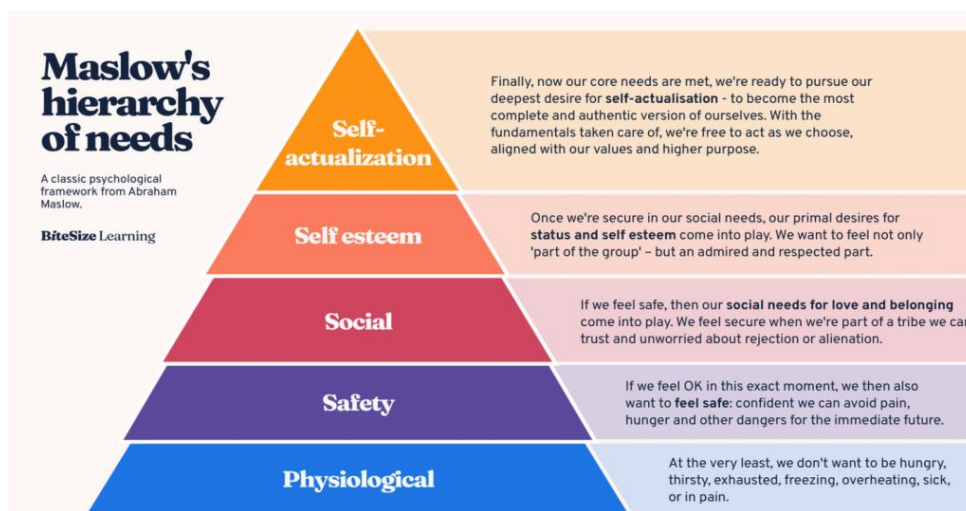 Maslow's
hierarchy
of needs
A classic psychological
framework from Abraham
Maslow.
BiteSize Learning
Self-
actualization
Finally, now our core needs are met, we're ready to pursue our
deepest desire for self-actualisation - to become the most
complete and authentic version of ourselves. With the
fundamentals taken care of, we're free to act as we choose,
aligned with our values and higher purpose.
Self esteem
Once we're secure in our social needs, our primal desires for
status and self esteem come into play. We want to feel not only
'part of the group' – but an admired and respected part.
Social
If we feel safe, then our social needs for love and belonging
come into play. We feel secure when we're part of a tribe we can
trust and unworried about rejection or alienation.
Safety
If we feel OK in this exact moment, we then also
want to feel safe: confident we can avoid pain,
hunger and other dangers for the immediate future.
Physiological
At the very least, we don't want to be hungry,
thirsty, exhausted, freezing, overheating, sick,
or in pain.